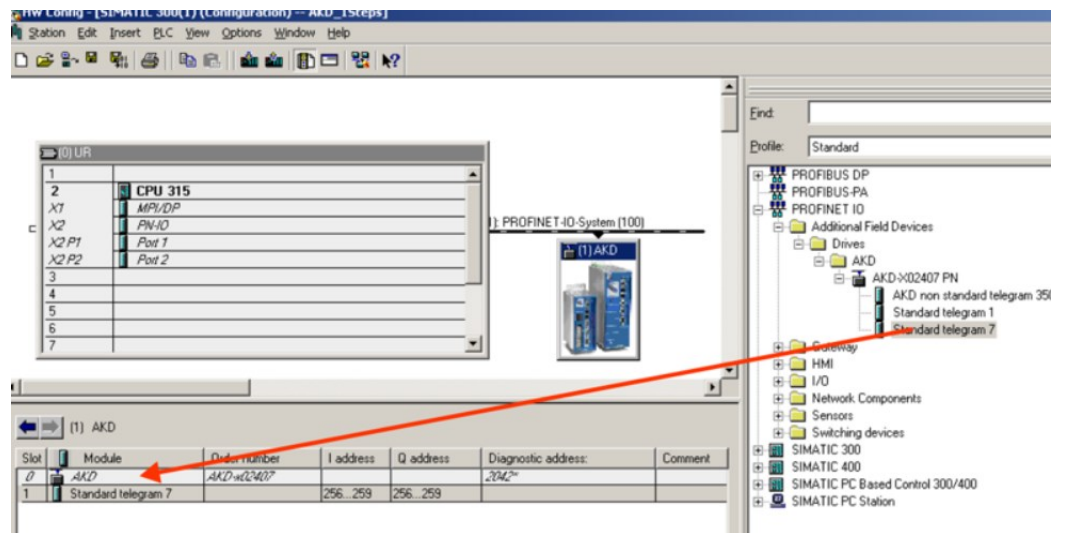 HW Config - [SIMATIC 300(1) (Configuration) -- AKD_1Steps]
Station Edit Insert PLC View Options Window Help
(0) UR
1
2 CPU 315
X1 MPI/DP
X2 PN-IO
X2 P1 Port 1
X2 P2 Port 2
3
4
5
6
7
1): PROFINET-IO-System (100)
(1) AKD
Find:
Profile: Standard
PROFIBUS DP
PROFIBUS-PA
PROFINET IO
Additional Field Devices
Drives
AKD
AKD-X02407 PN
AKD non standard telegram 350
Standard telegram 1
Standard telegram 7
Gateway
HMI
I/O
Network Components
Sensors
Switching devices
SIMATIC 300
SIMATIC 400
SIMATIC PC Based Control 300/400
SIMATIC PC Station
(1) AKD
Slot Module Order number I address Q address Diagnostic address: Comment
0 AKD AKD-x02407 2042*
1 Standard telegram 7 256...259 256...259